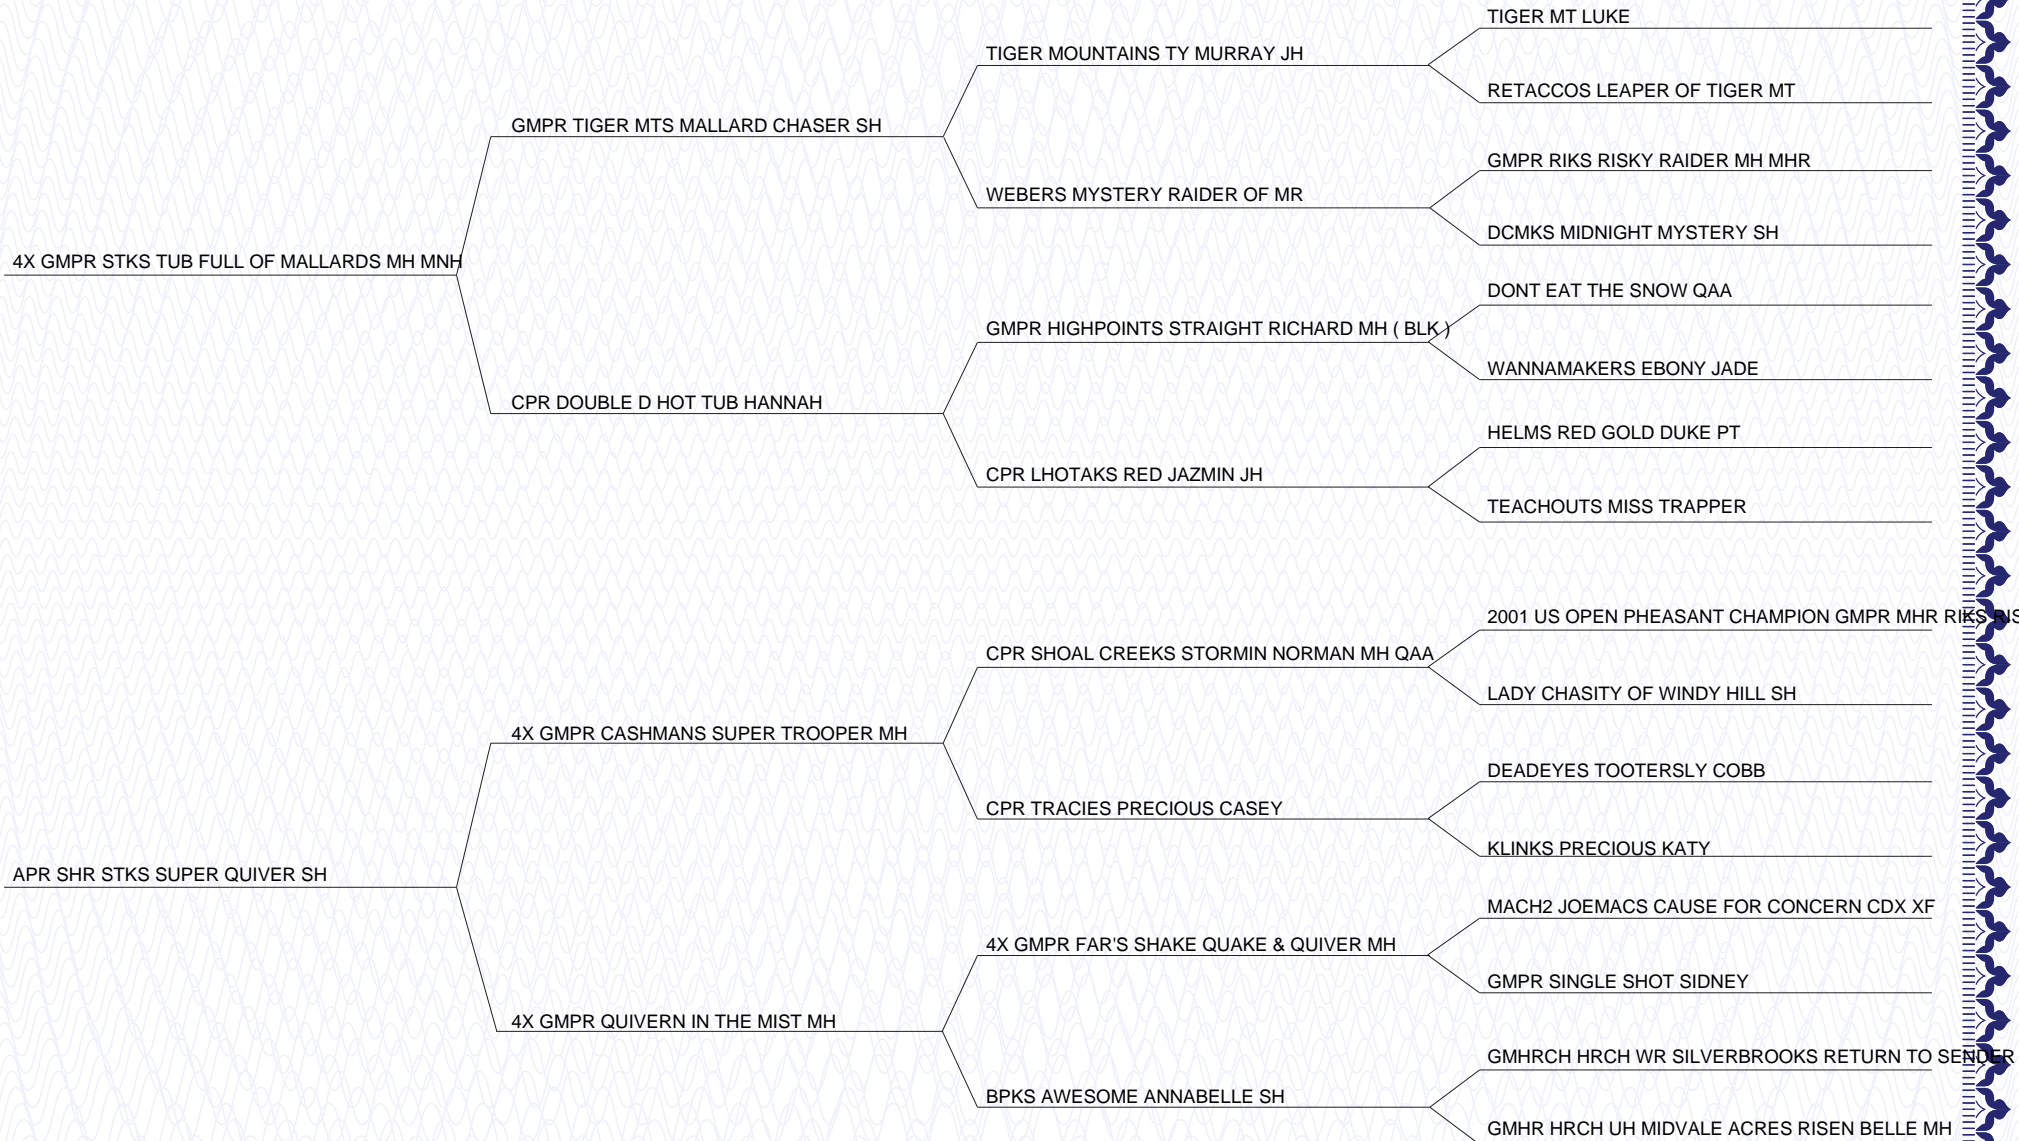 TIGER MT LUKE
TIGER MOUNTAINS TY MURRAY JH
RETACCOS LEAPER OF TIGER MT
GMPR TIGER MTS MALLARD CHASER SH
GMPR RIKS RISKY RAIDER MH MHR
WEBERS MYSTERY RAIDER OF MR
DCMKS MIDNIGHT MYSTERY SH
4X GMPR STKS TUB FULL OF MALLARDS MH MNH
DONT EAT THE SNOW QAA
GMPR HIGHPOINTS STRAIGHT RICHARD MH ( BLK )
WANNAMAKERS EBONY JADE
CPR DOUBLE D HOT TUB HANNAH
HELMS RED GOLD DUKE PT
CPR LHOTAKS RED JAZMIN JH
TEACHOUTS MISS TRAPPER
2001 US OPEN PHEASANT CHAMPION GMPR MHR RIKS RIS
CPR SHOAL CREEKS STORMIN NORMAN MH QAA
LADY CHASITY OF WINDY HILL SH
4X GMPR CASHMANS SUPER TROOPER MH
DEADEYES TOOTERSLY COBB
CPR TRACIES PRECIOUS CASEY
KLINKS PRECIOUS KATY
APR SHR STKS SUPER QUIVER SH
MACH2 JOEMACS CAUSE FOR CONCERN CDX XF
4X GMPR FAR'S SHAKE QUAKE & QUIVER MH
GMPR SINGLE SHOT SIDNEY
4X GMPR QUIVERN IN THE MIST MH
GMHRCH HRCH WR SILVERBROOKS RETURN TO SENDER
BPKS AWESOME ANNABELLE SH
GMHR HRCH UH MIDVALE ACRES RISEN BELLE MH